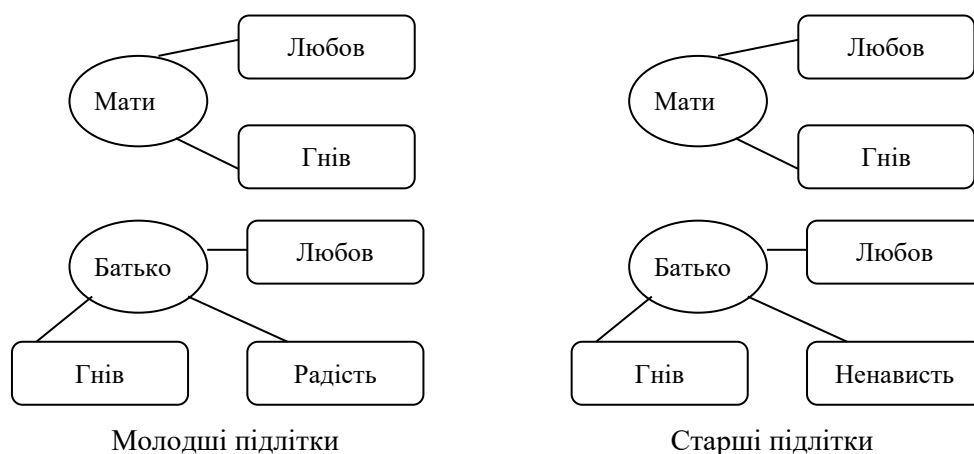 Любов
Мати
Гнів
Любов
Батько
Гнів
Радість
Молодші підлітки
Любов
Мати
Гнів
Любов
Батько
Гнів
Ненависть
Старші підлітки